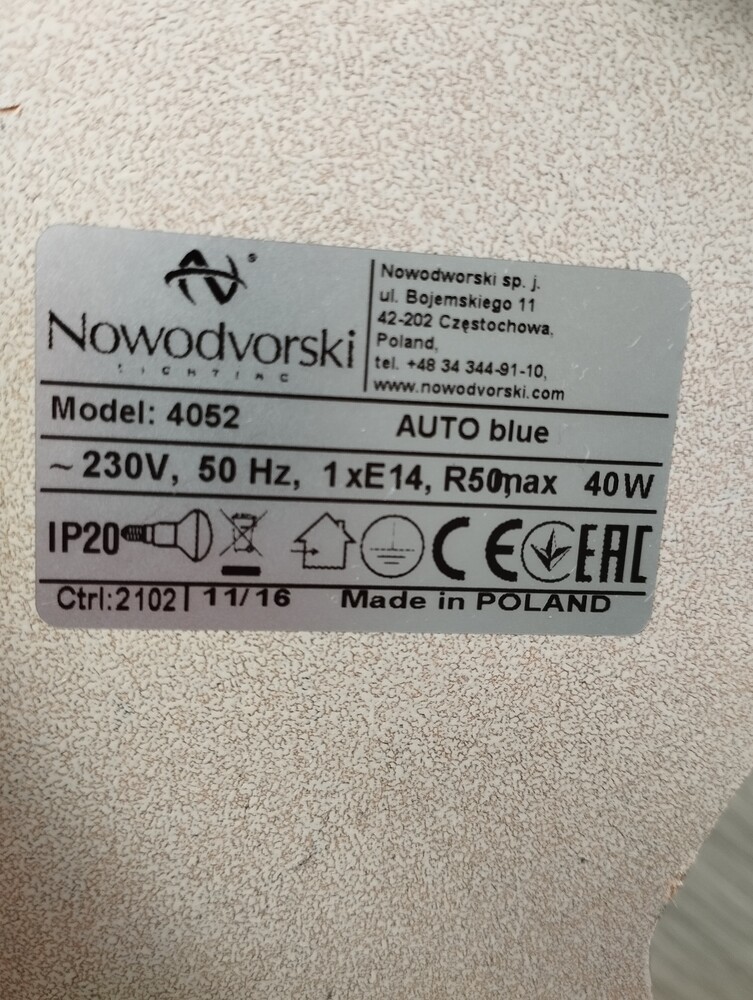 Nowodvorski
LIGHTING
Nowodworski sp. j.
ul. Bojemskiego 11
42-202 Częstochowa,
Poland,
tel. +48 34 344-91-10,
www.nowodvorski.com
Model: 4052 AUTO blue
~ 230V, 50 Hz, 1xE14, R50max 40W
IP20 CE EAC
Ctrl:2102| 11/16 Made in POLAND